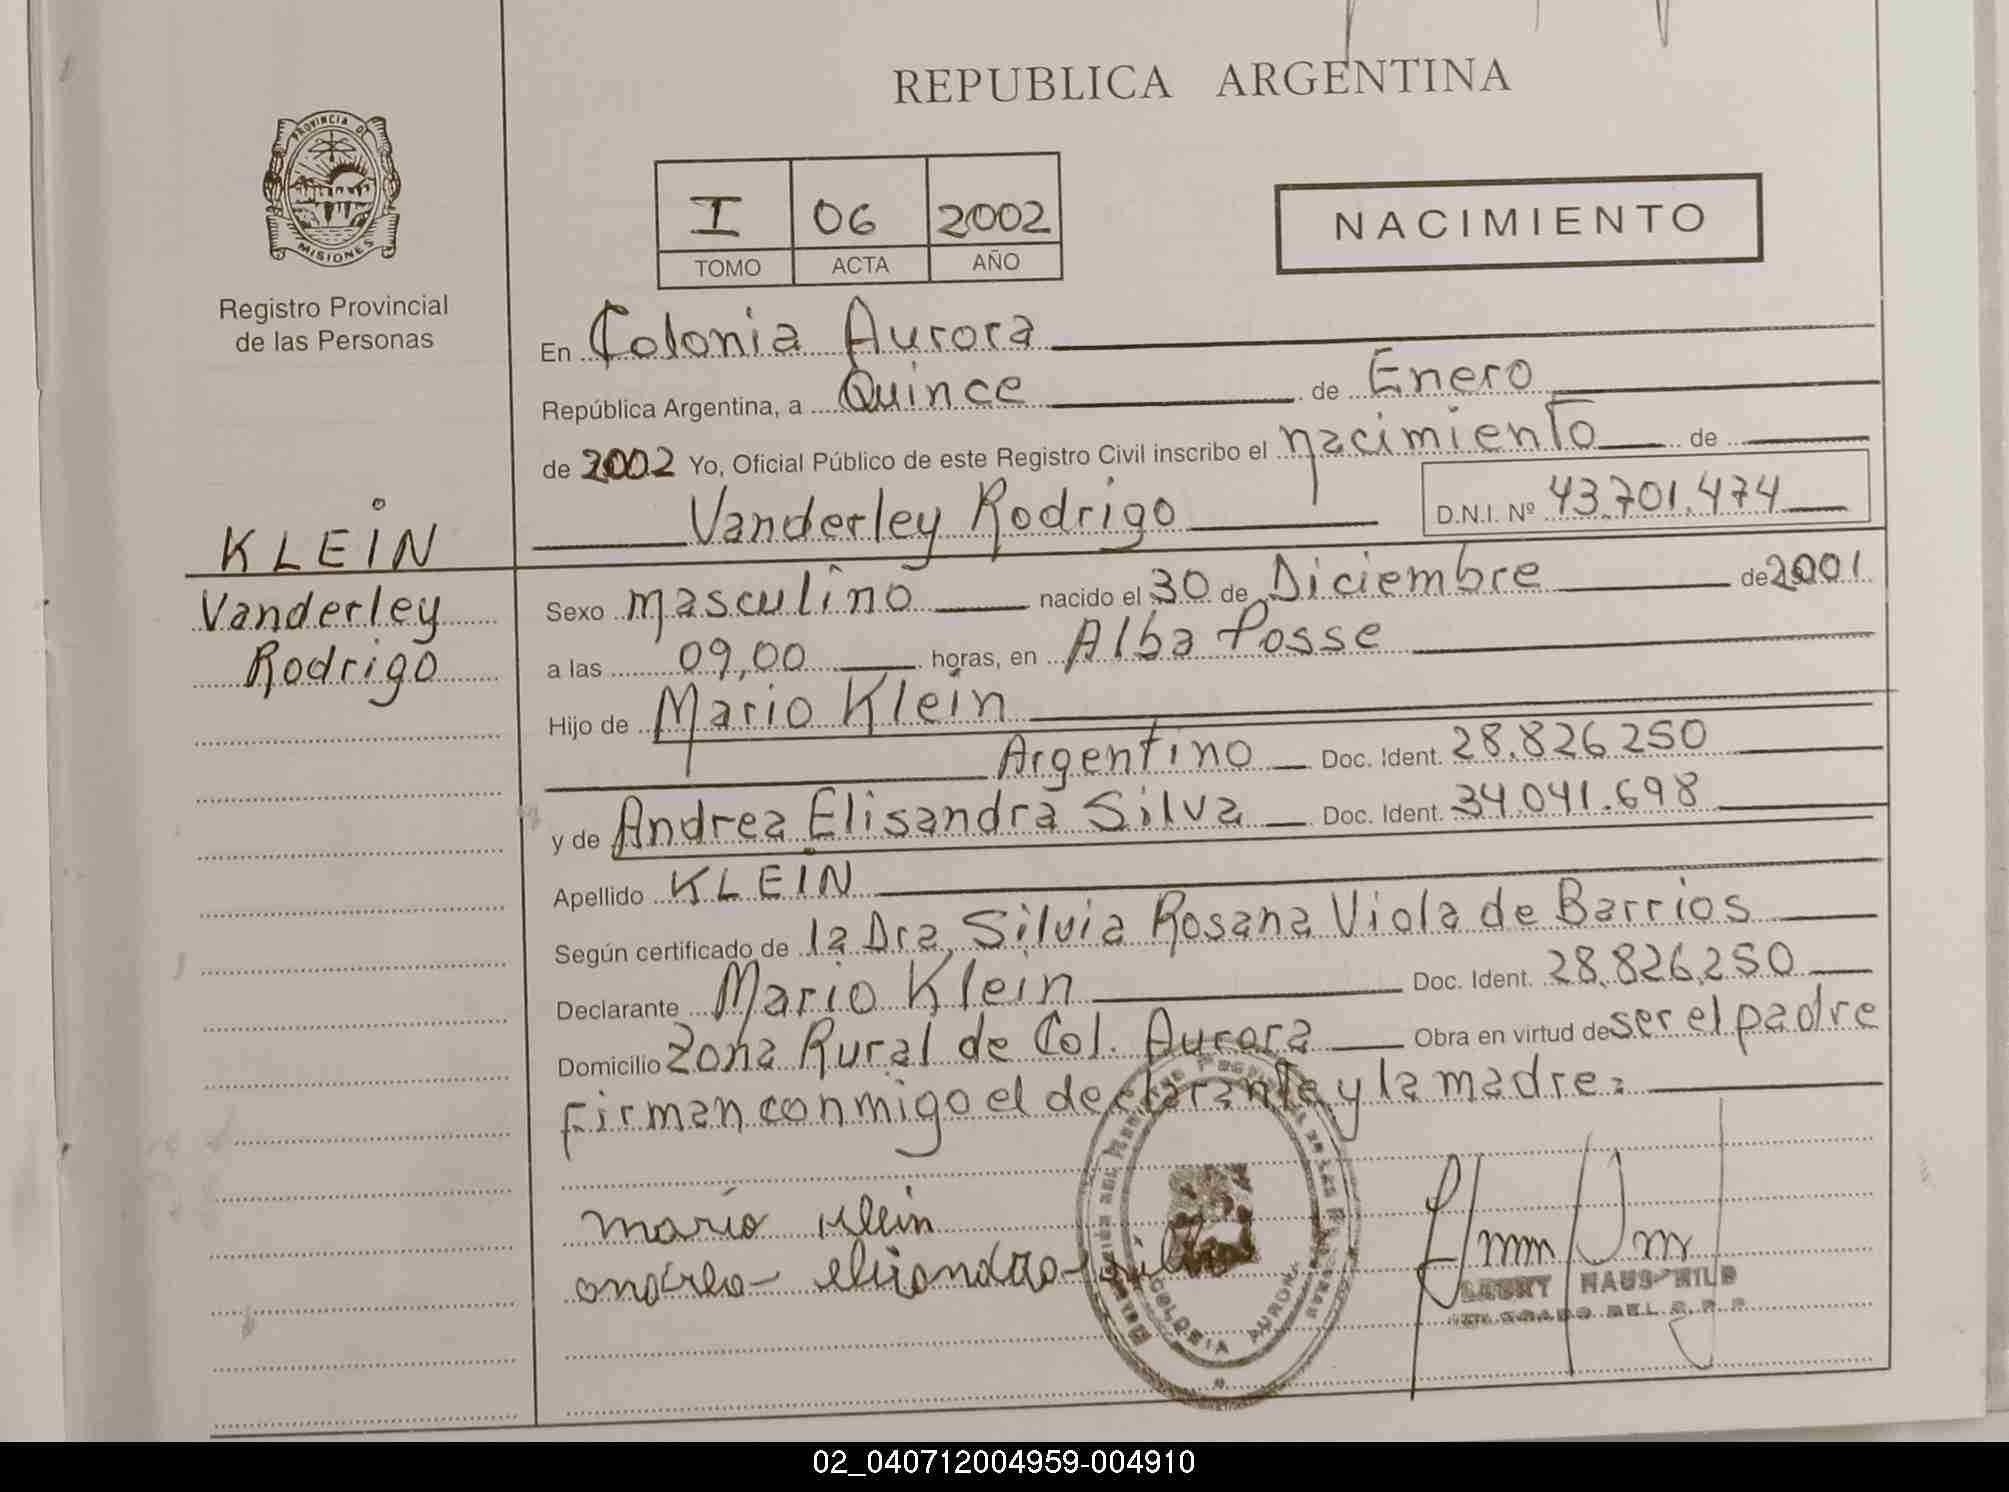 REPUBLICA ARGENTINA
PROVINCIA DE
MISIONES
Registro Provincial
de las Personas
I 06 2002
TOMO ACTA AÑO
NACIMIENTO
En Colonia Aurora
República Argentina, a Quince de Enero
de 2002 Yo, Oficial Público de este Registro Civil inscribo el nacimiento de
Vanderley Rodrigo D.N.I. Nº 43.701.474
KLEIN
Vanderley
Rodrigo
Sexo masculino nacido el 30 de Diciembre de 2001
a las 09,00 horas, en Alba Posse
Hijo de Mario Klein
Argentino Doc. Ident. 28.826.250
y de Andrea Elisandra Silva Doc. Ident. 34.041.698
Apellido KLEIN
Según certificado de la Dra. Silvia Rosana Viola de Barrios
Declarante Mario Klein Doc. Ident. 28.826.250
Domicilio Zona Rural de Col. Aurora Obra en virtud de ser el padre
Firman conmigo el declarante y la madre.
mario Klein
COLONIA AURORA
02_040712004959-004910